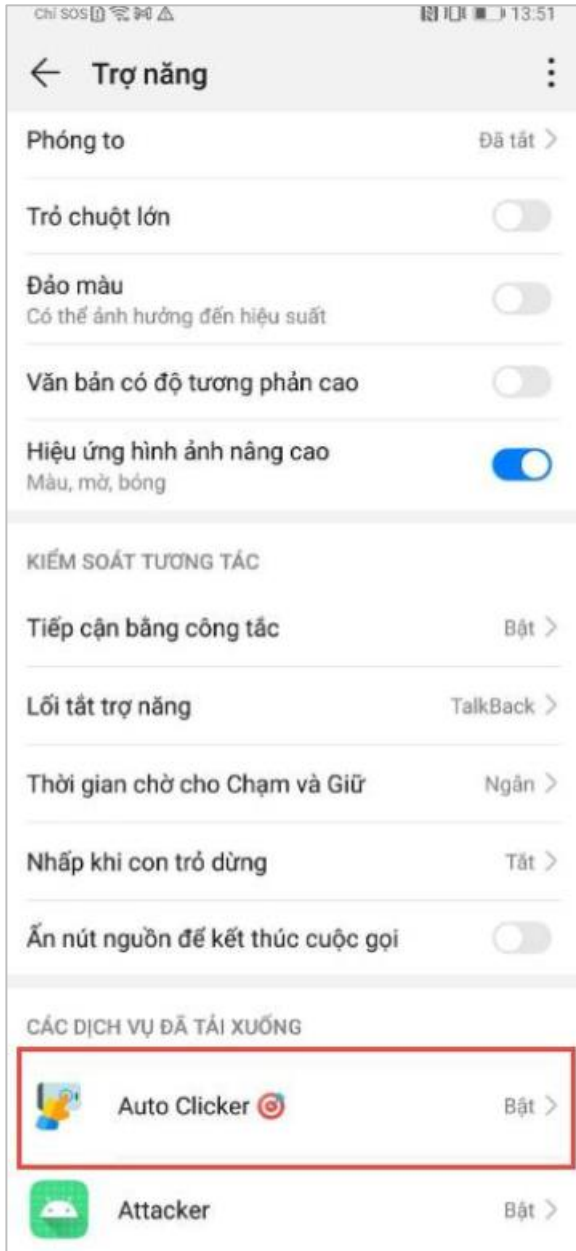 Chỉ SOS 13:51
Trợ năng
Phóng to Đã tắt
Trỏ chuột lớn
Đảo màu
Có thể ảnh hưởng đến hiệu suất
Văn bản có độ tương phản cao
Hiệu ứng hình ảnh nâng cao
Màu, mờ, bóng
KIỂM SOÁT TƯƠNG TÁC
Tiếp cận bằng công tắc Bật
Lối tắt trợ năng TalkBack
Thời gian chờ cho Chạm và Giữ Ngắn
Nhấp khi con trỏ dừng Tắt
Ấn nút nguồn để kết thúc cuộc gọi
CÁC DỊCH VỤ ĐÃ TẢI XUỐNG
Auto Clicker 🎯 Bật
Attacker Bật